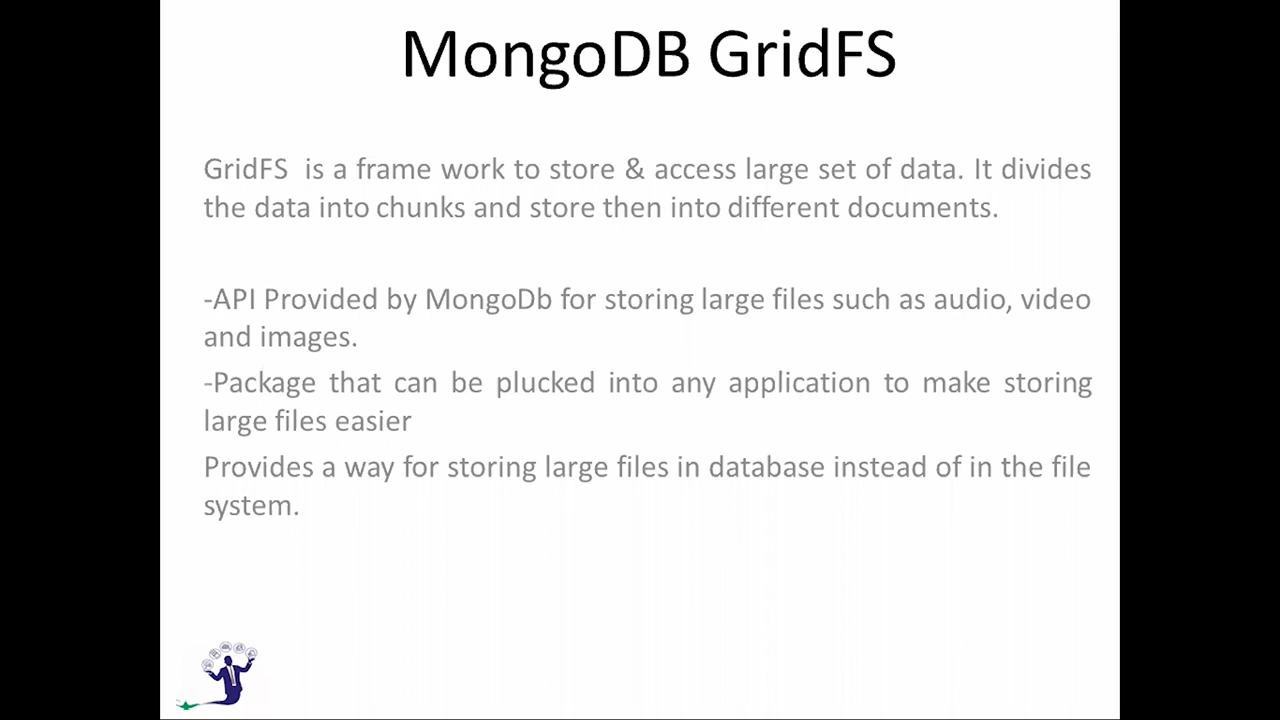 MongoDB GridFS
GridFS is a frame work to store & access large set of data. It divides
the data into chunks and store then into different documents.
-API Provided by MongoDb for storing large files such as audio, video
and images.
-Package that can be plucked into any application to make storing
large files easier
Provides a way for storing large files in database instead of in the file
system.